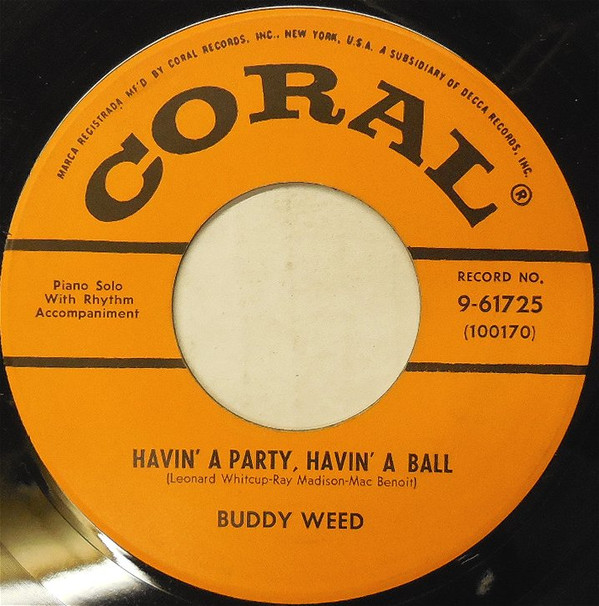 MARCA REGISTRADA MF'D BY CORAL RECORDS, INC., NEW YORK, U.S.A. A SUBSIDIARY OF DECCA RECORDS, INC.
CORAL®
Piano Solo
With Rhythm
Accompaniment
RECORD NO.
9-61725
(100170)
HAVIN' A PARTY, HAVIN' A BALL
(Leonard Whitcup-Ray Madison-Mac Benoit)
BUDDY WEED